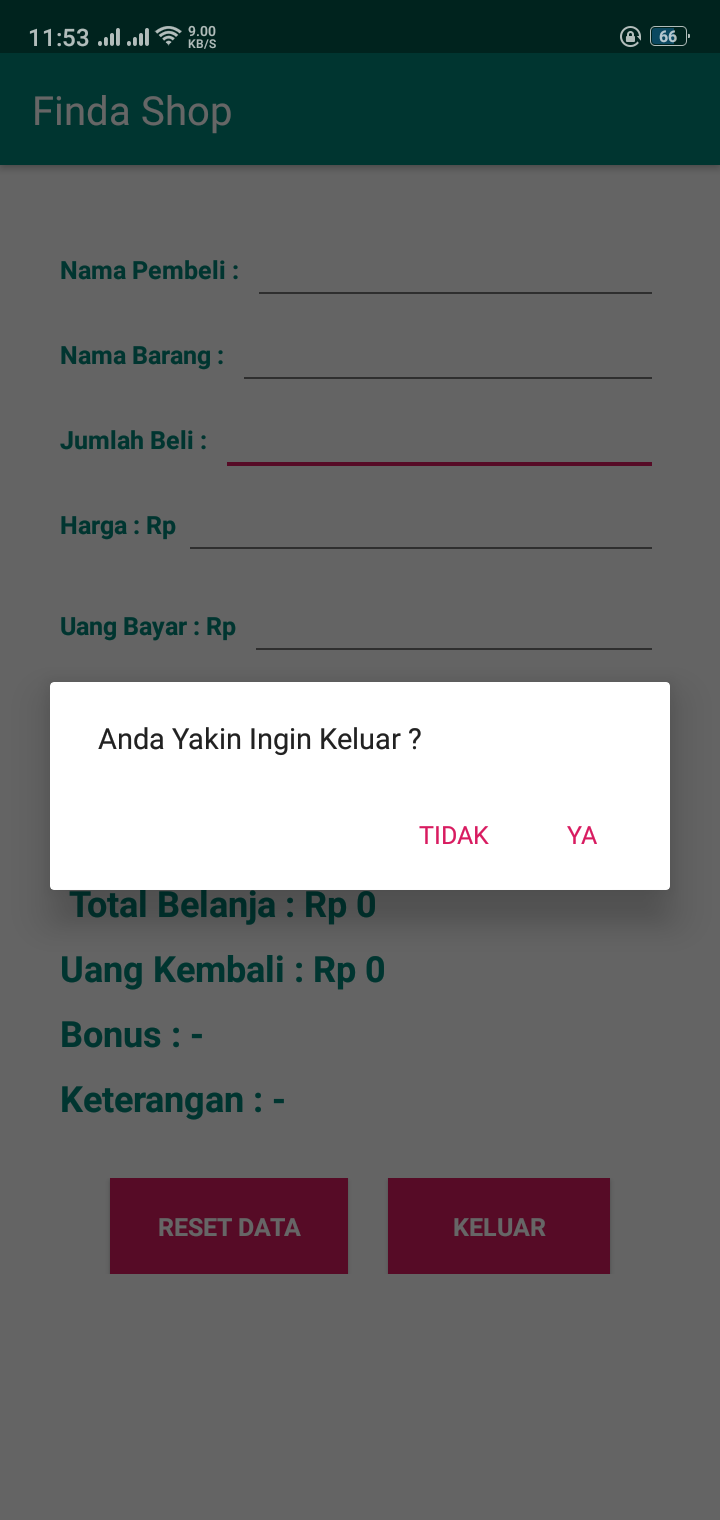 11:53 9.00 KB/S 66
Finda Shop
Nama Pembeli :
Nama Barang :
Jumlah Beli :
Harga : Rp
Uang Bayar : Rp
Anda Yakin Ingin Keluar ?
TIDAK YA
Total Belanja : Rp 0
Uang Kembali : Rp 0
Bonus : -
Keterangan : -
RESET DATA KELUAR